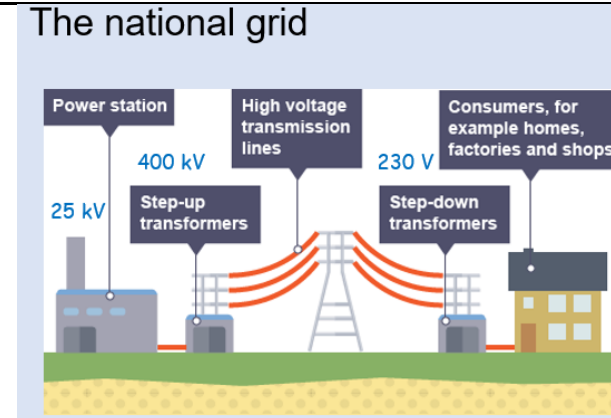 The national grid
Power station
High voltage
transmission
lines
Consumers, for
example homes,
factories and shops
400 kV
230 V
25 kV
Step-up
transformers
Step-down
transformers